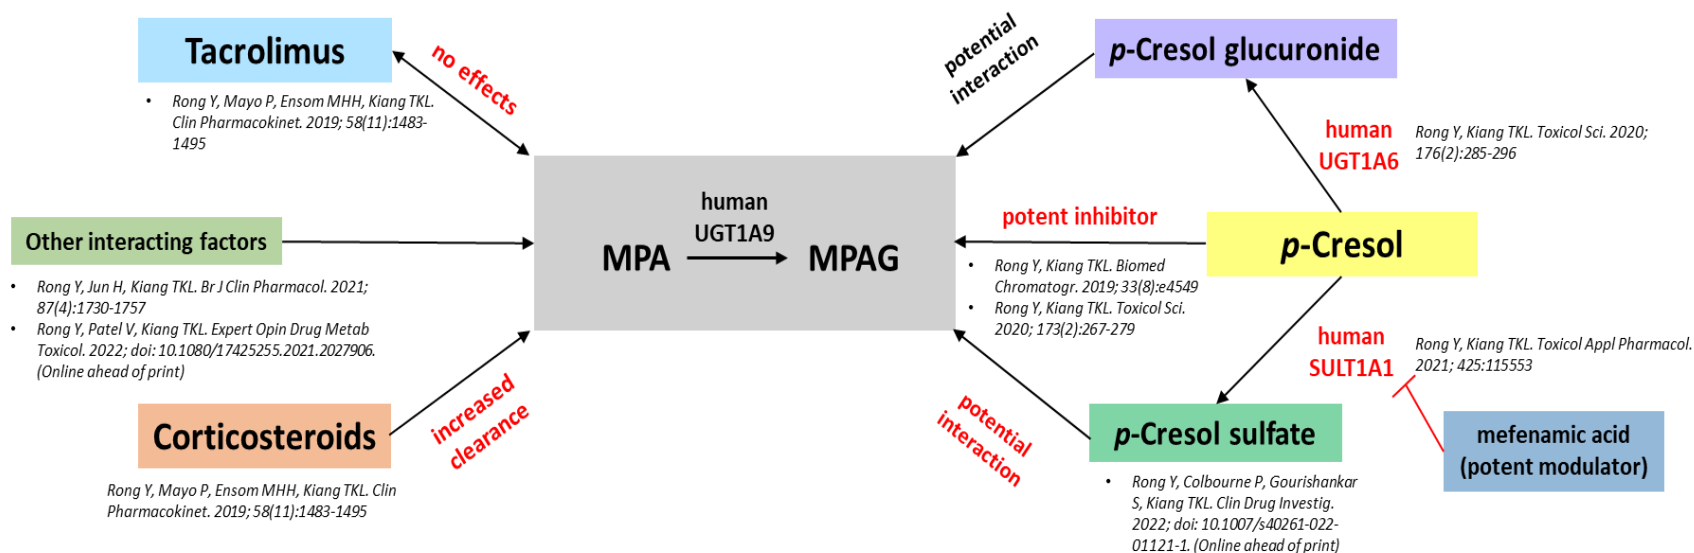 Tacrolimus
• Rong Y, Mayo P, Ensom MHH, Kiang TKL.
Clin Pharmacokinet. 2019; 58(11):1483-
1495
no effects
Other interacting factors
• Rong Y, Jun H, Kiang TKL. Br J Clin Pharmacol. 2021;
87(4):1730-1757
• Rong Y, Patel V, Kiang TKL. Expert Opin Drug Metab
Toxicol. 2022; doi: 10.1080/17425255.2021.2027906.
(Online ahead of print)
Corticosteroids
increased
clearance
Rong Y, Mayo P, Ensom MHH, Kiang TKL. Clin
Pharmacokinet. 2019; 58(11):1483-1495
human
UGT1A9
MPA
MPAG
potential
interaction
p-Cresol glucuronide
human
UGT1A6
Rong Y, Kiang TKL. Toxicol Sci. 2020;
176(2):285-296
potent inhibitor
p-Cresol
• Rong Y, Kiang TKL. Biomed
Chromatogr. 2019; 33(8):e4549
• Rong Y, Kiang TKL. Toxicol Sci.
2020; 173(2):267-279
human
SULT1A1
Rong Y, Kiang TKL. Toxicol Appl Pharmacol.
2021; 425:115553
potential
interaction
p-Cresol sulfate
• Rong Y, Colbourne P, Gourishankar
S, Kiang TKL. Clin Drug Investig.
2022; doi: 10.1007/s40261-022-
01121-1. (Online ahead of print)
mefenamic acid
(potent modulator)